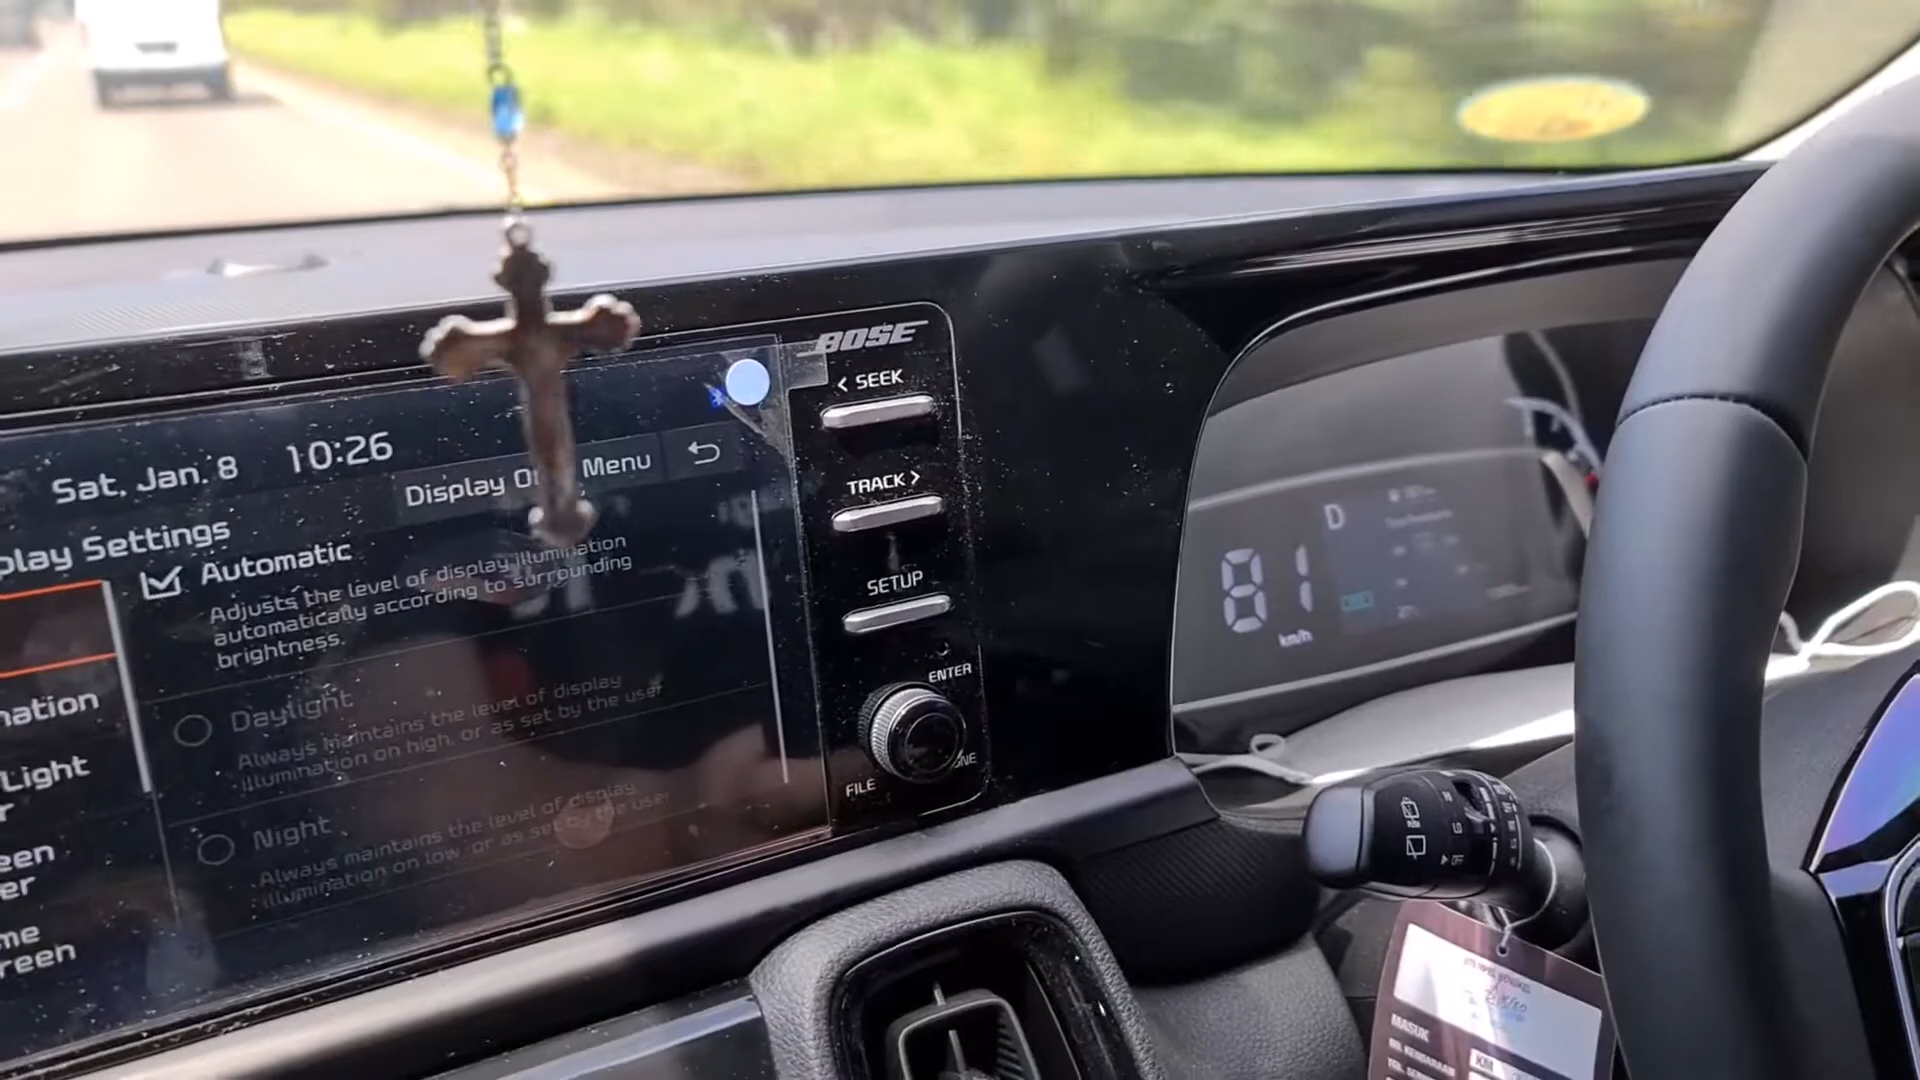 BOSE
< SEEK
TRACK >
SETUP
ENTER
FILE
Sat, Jan. 8 10:26
Display Menu
play Settings
Automatic
Adjusts the level of display illumination
automatically according to surrounding
brightness.
Daylight
Always maintains the level of display
illumination on high, or as set by the user
Night
Always maintains the level of display
illumination on low or as set by the user
nation
Light
r
een
er
me
reen
D
81
km/h
OFF
MASUK
KM